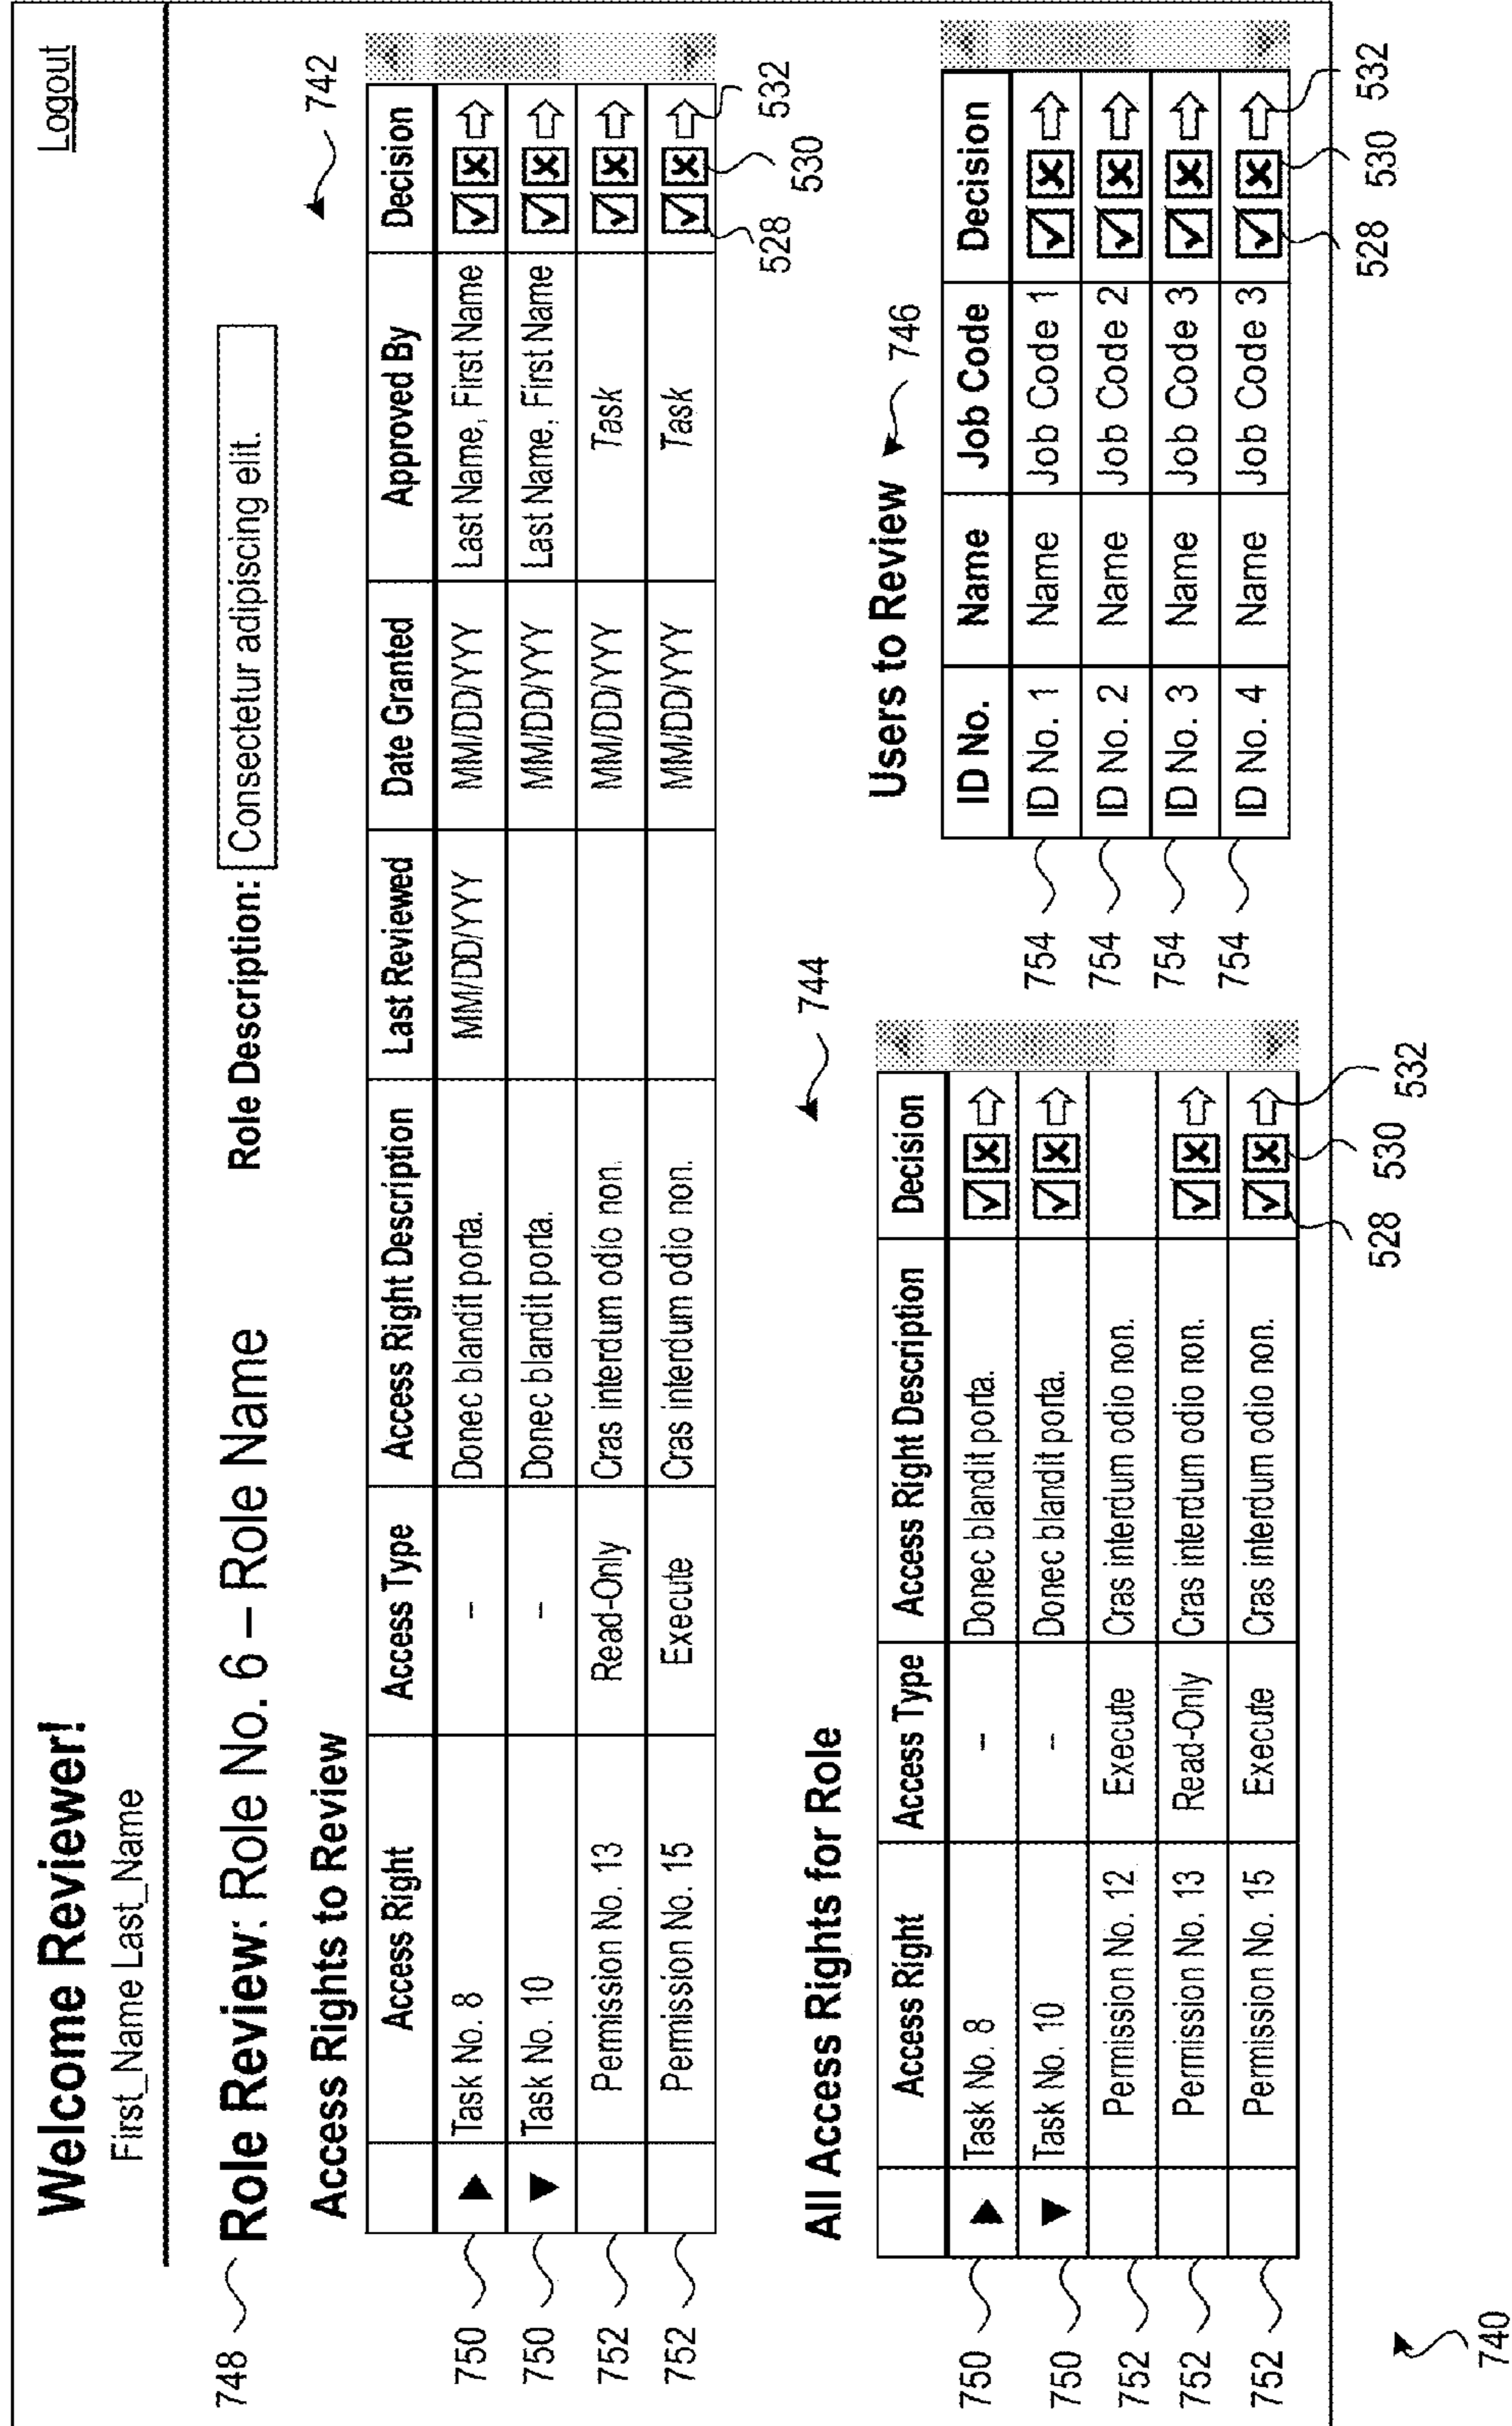 Welcome Reviewer!
Logout
First_Name Last_Name
748
Role Review: Role No. 6 – Role Name
Role Description: Consectetur adipiscing elit.
Access Rights to Review
742
Access Right Access Type Access Right Description Last Reviewed Date Granted Approved By Decision
750 Task No. 8 – Donec blandit porta. MM/DD/YYY MM/DD/YYY Last Name, First Name
750 Task No. 10 – Donec blandit porta. MM/DD/YYY Last Name, First Name
752 Permission No. 13 Read-Only Cras interdum odio non. MM/DD/YYY Task
752 Permission No. 15 Execute Cras interdum odio non. MM/DD/YYY Task
528 530 532
All Access Rights for Role
744
Access Right Access Type Access Right Description Decision
750 Task No. 8 – Donec blandit porta.
750 Task No. 10 – Donec blandit porta.
752 Permission No. 12 Execute Cras interdum odio non.
752 Permission No. 13 Read-Only Cras interdum odio non.
752 Permission No. 15 Execute Cras interdum odio non.
528 530 532
Users to Review
746
ID No. Name Job Code Decision
754 ID No. 1 Name Job Code 1
754 ID No. 2 Name Job Code 2
754 ID No. 3 Name Job Code 3
754 ID No. 4 Name Job Code 3
528 530 532
740